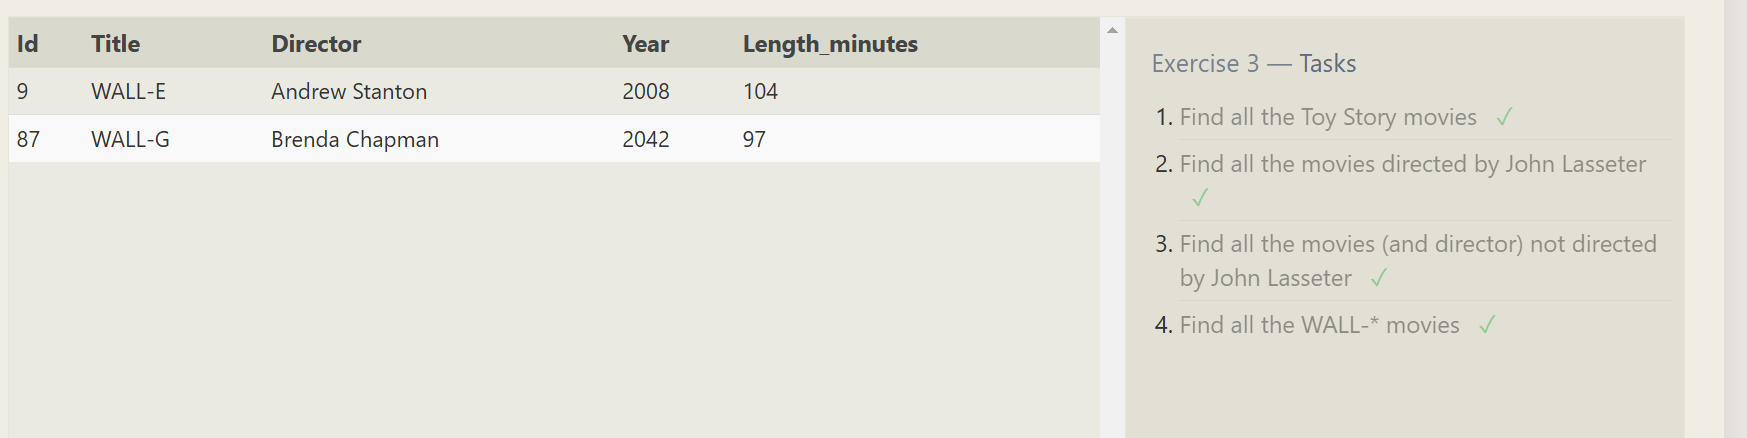 Id Title Director Year Length_minutes
9 WALL-E Andrew Stanton 2008 104
87 WALL-G Brenda Chapman 2042 97
Exercise 3 — Tasks
1. Find all the Toy Story movies ✓
2. Find all the movies directed by John Lasseter
✓
3. Find all the movies (and director) not directed
by John Lasseter ✓
4. Find all the WALL-* movies ✓